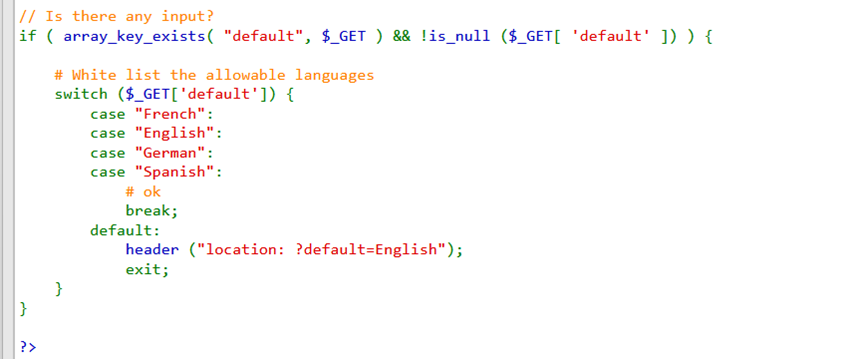 // Is there any input?
if ( array_key_exists( "default", $_GET ) && !is_null ($_GET[ 'default' ]) ) {
# White list the allowable languages
switch ($_GET['default']) {
case "French":
case "English":
case "German":
case "Spanish":
# ok
break;
default:
header ("location: ?default=English");
exit;
}
}
?>